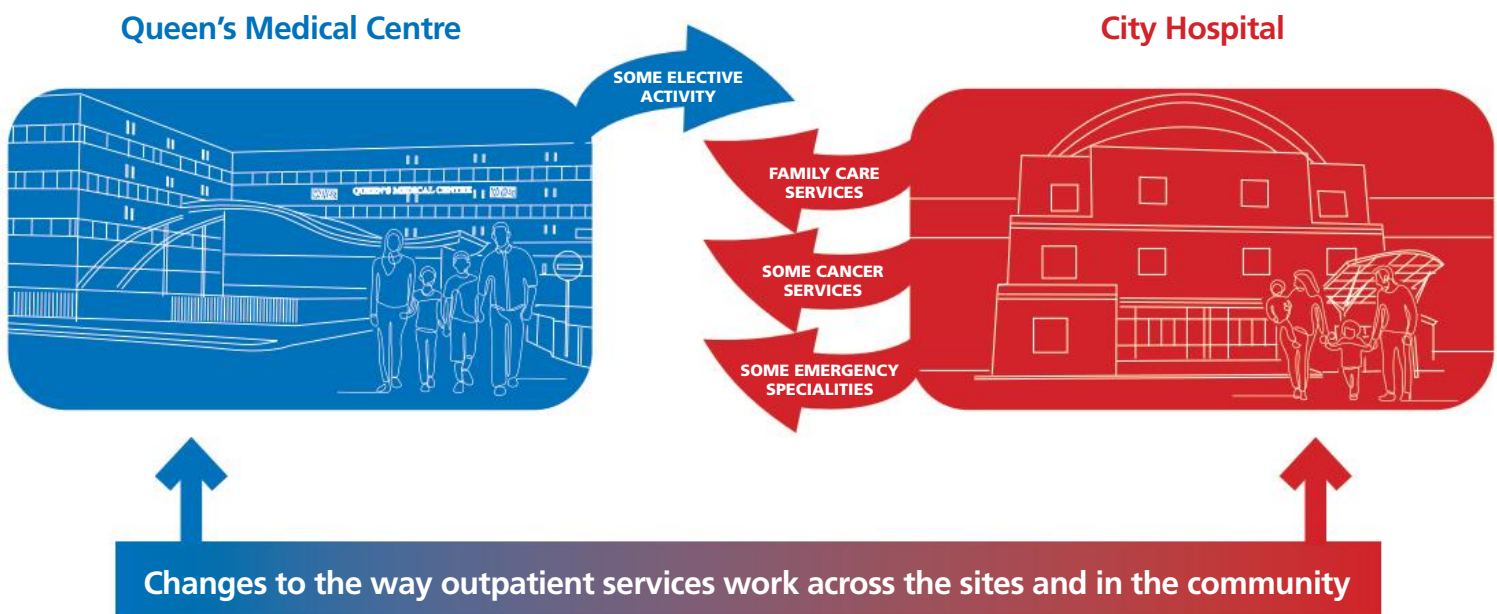 Queen's Medical Centre
City Hospital
SOME ELECTIVE
ACTIVITY
QUEEN'S MEDICAL CENTRE
FAMILY CARE
SERVICES
SOME CANCER
SERVICES
SOME EMERGENCY
SPECIALITIES
Changes to the way outpatient services work across the sites and in the community